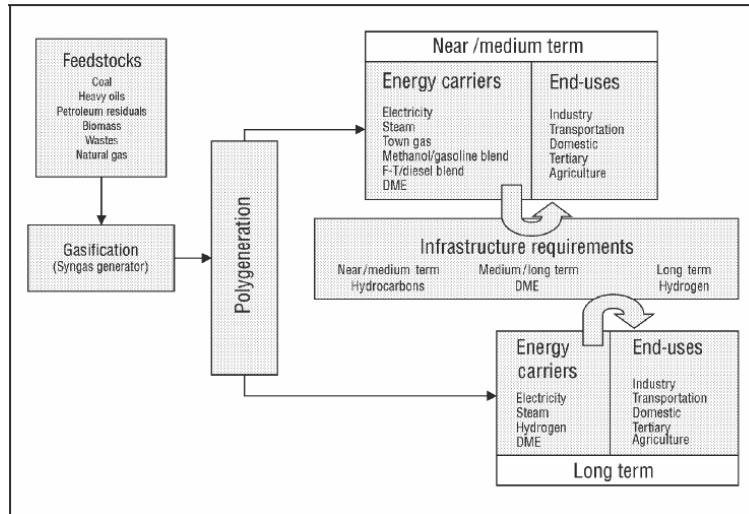 Feedstocks
Coal
Heavy oils
Petroleum residuals
Biomass
Wastes
Natural gas
Gasification
(Syngas generator)
Polygeneration
Near /medium term
Energy carriers
Electricity
Steam
Town gas
Methanol/gasoline blend
F-T/diesel blend
DME
End-uses
Industry
Transportation
Domestic
Tertiary
Agriculture
Infrastructure requirements
Near/medium term
Hydrocarbons
Medium/long term
DME
Long term
Hydrogen
Energy
carriers
Electricity
Steam
Hydrogen
DME
End-uses
Industry
Transportation
Domestic
Tertiary
Agriculture
Long term